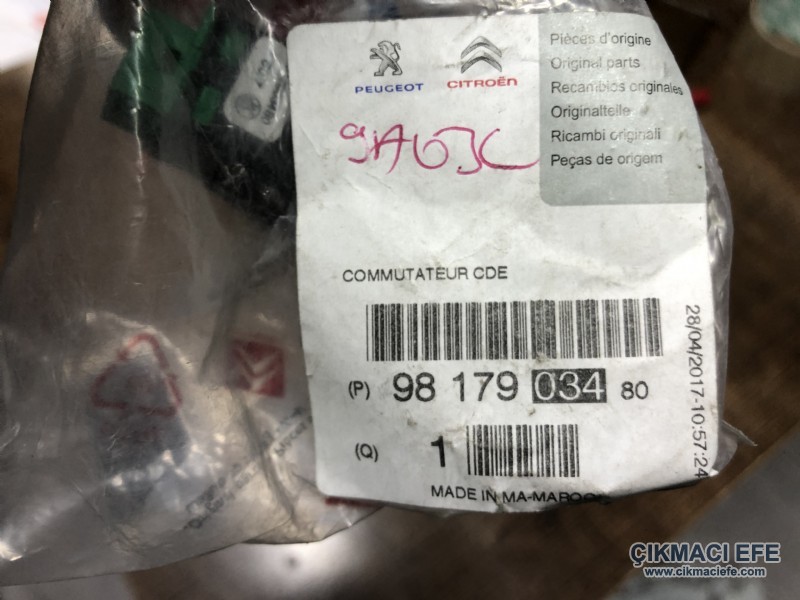 PEUGEOT
CITROËN
Pièces d'origine
Original parts
Recambios originales
Originalteile
Ricambi originali
Peças de origem
9A63C
COMMUTATEUR CDE
(P) 98 179 034 80
(Q) 1
MADE IN MA-MAROC
28/04/2017-10:57:24
ÇIKMACI EFE
www.cikmaciefe.com